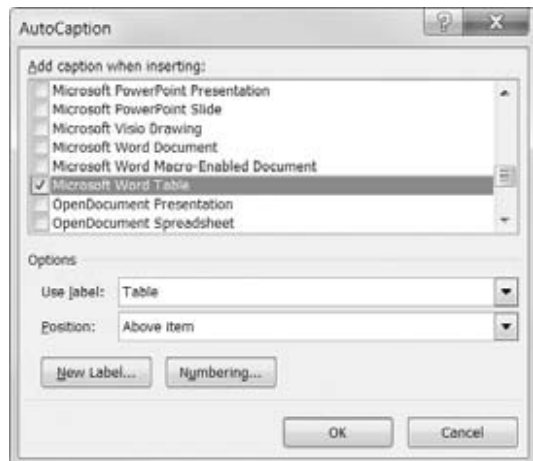 AutoCaption
Add caption when inserting:
Microsoft PowerPoint Presentation
Microsoft PowerPoint Slide
Microsoft Visio Drawing
Microsoft Word Document
Microsoft Word Macro-Enabled Document
Microsoft Word Table
OpenDocument Presentation
OpenDocument Spreadsheet
Options
Use label: Table
Position: Above item
New Label... Numbering...
OK Cancel